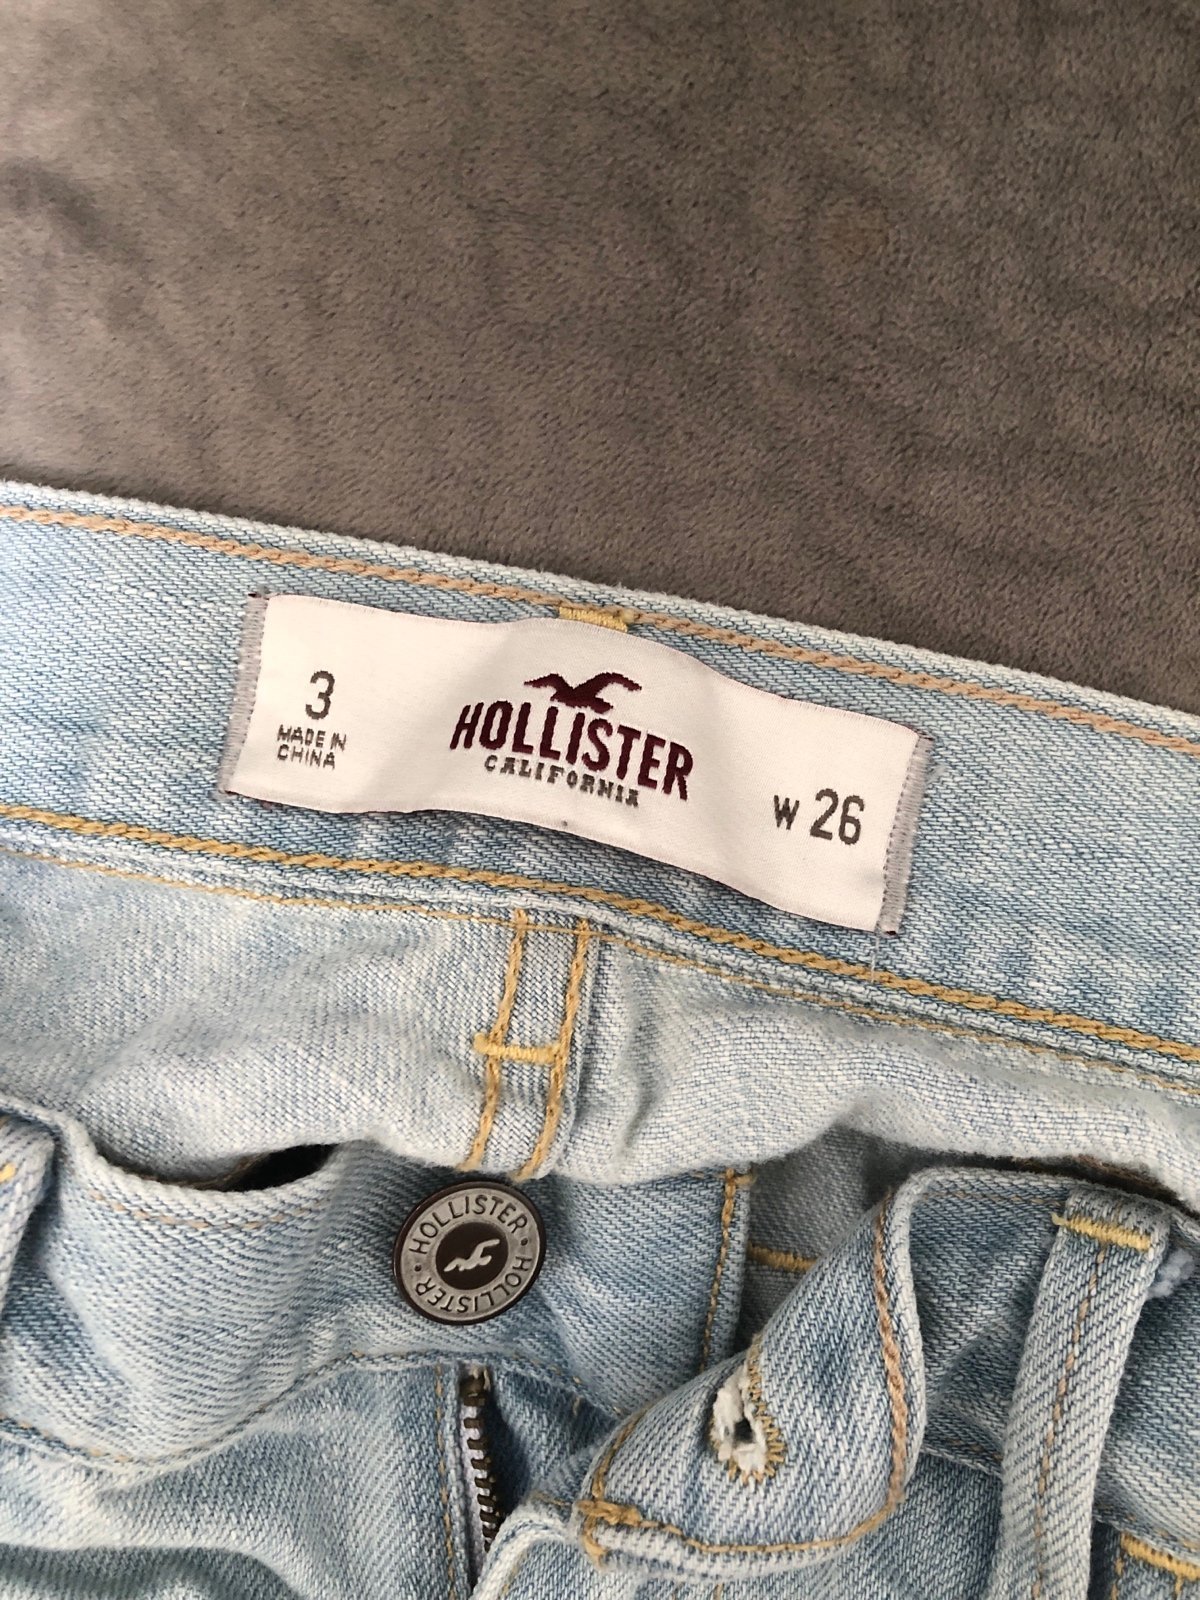 3
MADE IN
CHINA
HOLLISTER
CALIFORNIA
W 26
HOLLISTER · HOLLISTER ·